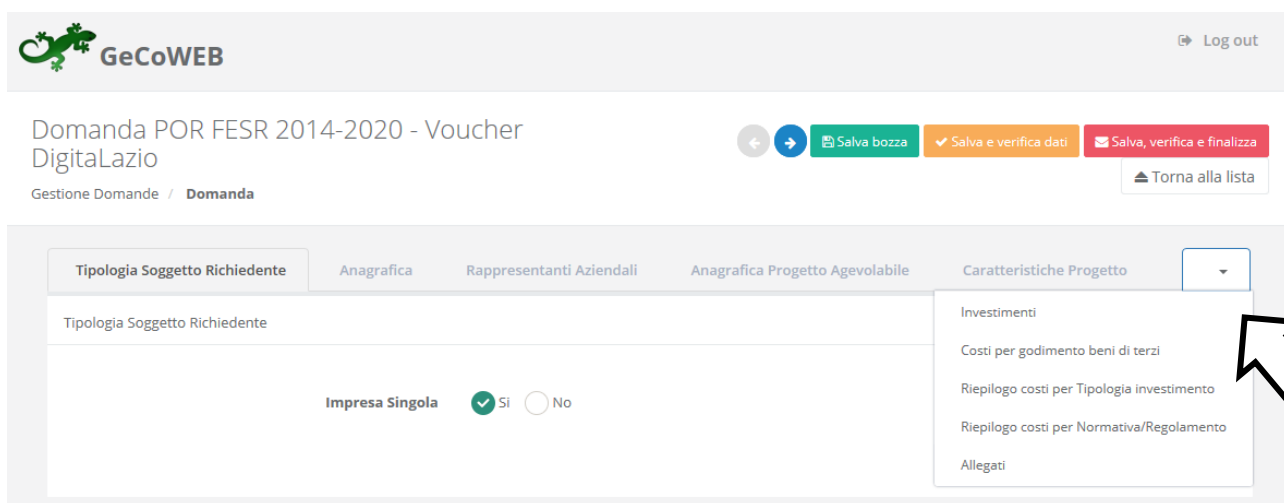 GeCoWEB
Log out
Domanda POR FESR 2014-2020 - Voucher
DigitaLazio
Salva bozza
Salva e verifica dati
Salva, verifica e finalizza
Torna alla lista
Gestione Domande / Domanda
Tipologia Soggetto Richiedente
Anagrafica
Rappresentanti Aziendali
Anagrafica Progetto Agevolabile
Caratteristiche Progetto
Tipologia Soggetto Richiedente
Impresa Singola
Si
No
Investimenti
Costi per godimento beni di terzi
Riepilogo costi per Tipologia investimento
Riepilogo costi per Normativa/Regolamento
Allegati